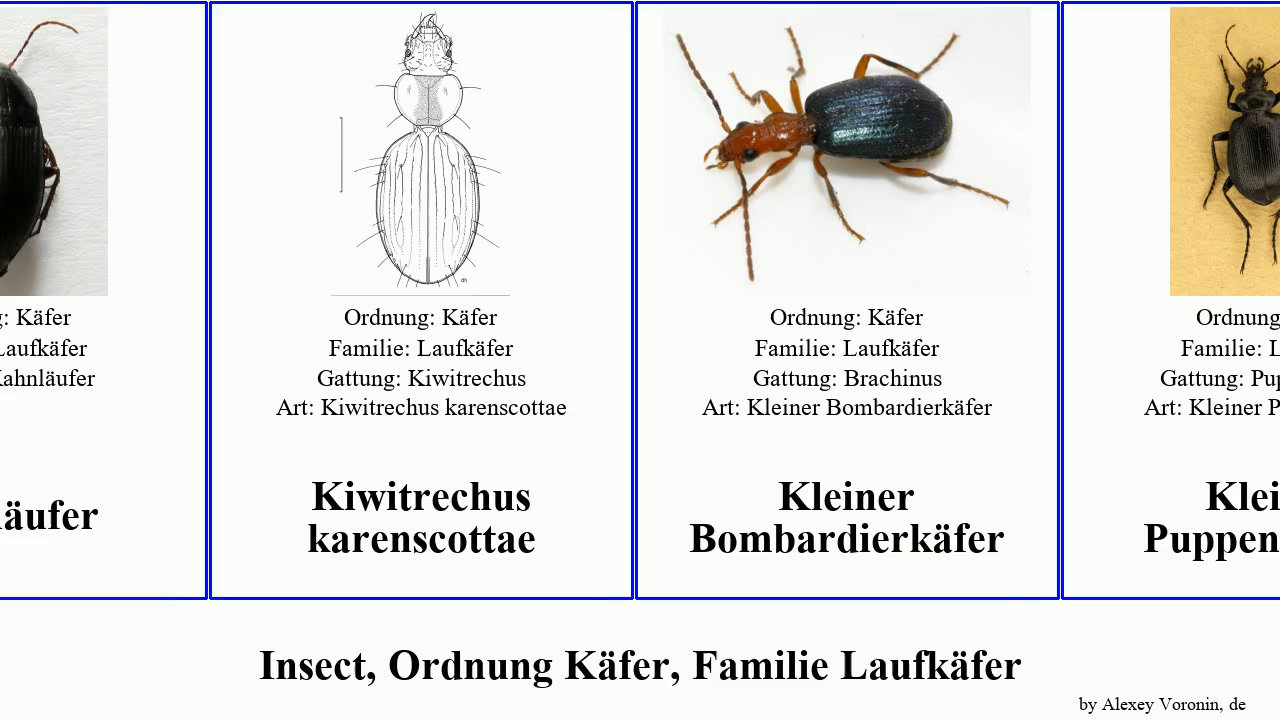 : Käfer
Laufkäfer
Kahnläufer
läufer
Ordnung: Käfer
Familie: Laufkäfer
Gattung: Kiwitrechus
Art: Kiwitrechus karenscottae
Kiwitrechus
karenscottae
Ordnung: Käfer
Familie: Laufkäfer
Gattung: Brachinus
Art: Kleiner Bombardierkäfer
Kleiner
Bombardierkäfer
Ordnung
Familie: L
Gattung: Pup
Art: Kleiner P
Klei
Puppen
Insect, Ordnung Käfer, Familie Laufkäfer
by Alexey Voronin, de